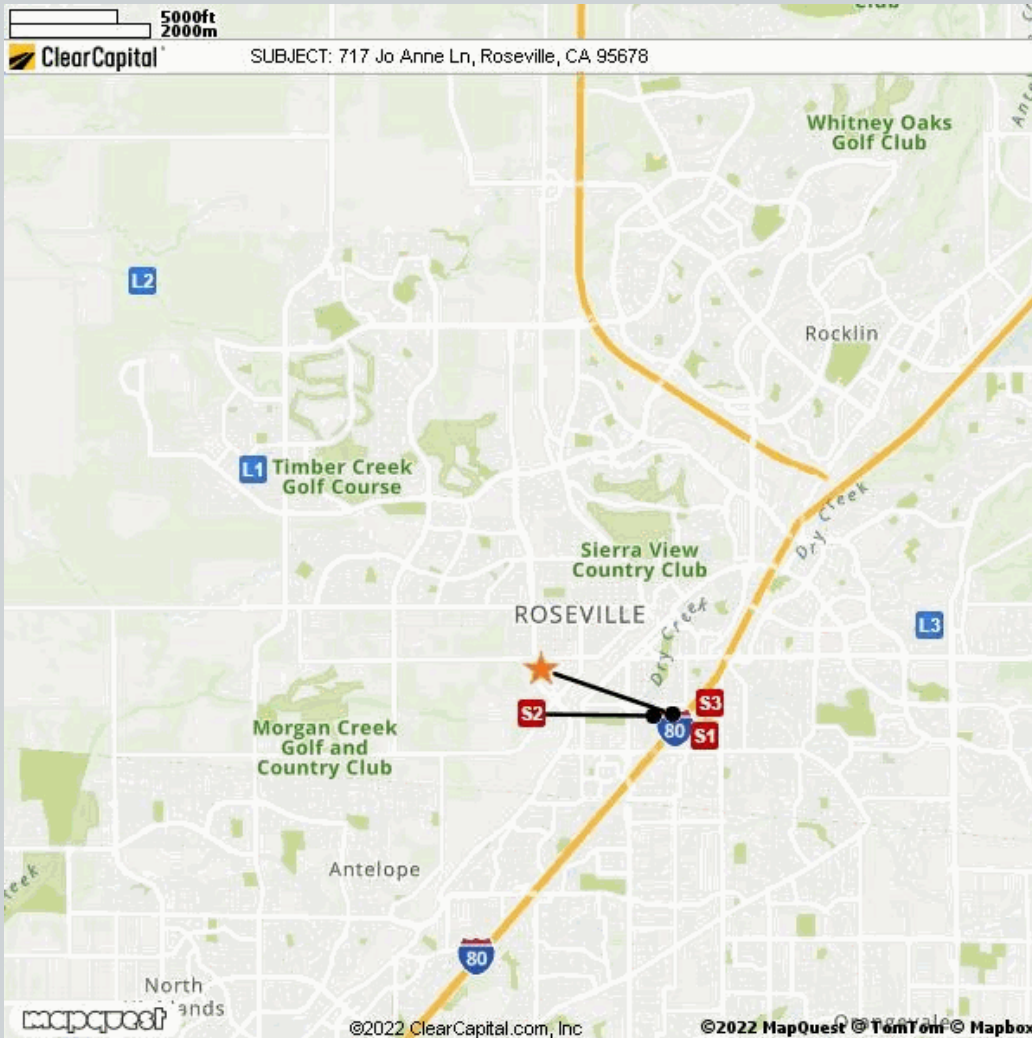 Club
5000ft
2000m
ClearCapital
SUBJECT: 717 Jo Anne Ln, Roseville, CA 95678
Whitney Oaks
Golf Club
L2
Rocklin
L1
Timber Creek
Golf Course
Dry Creek
Sierra View
Country Club
ROSEVILLE
Dry Creek
L3
S2
S3
80
S1
Morgan Creek
Golf and
Country Club
Antelope
80
North
mapquest
©2022 ClearCapital.com, Inc
©2022 MapQuest © TomTom © Mapbox
Orangevale